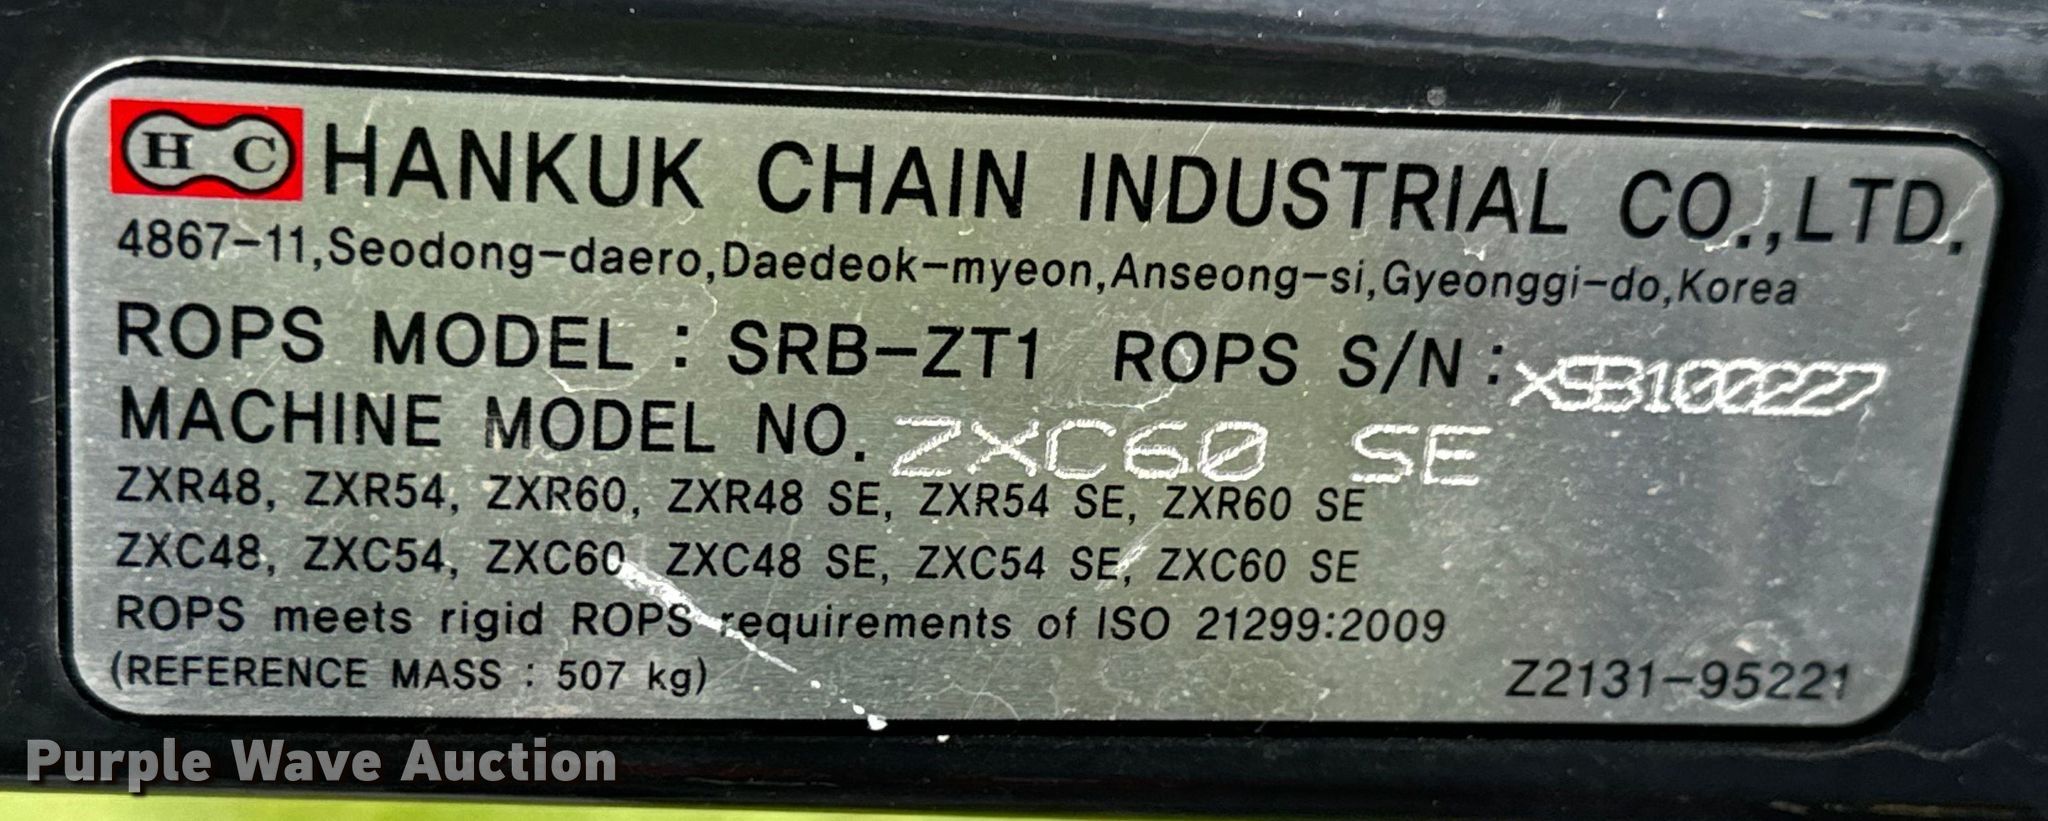 H C HANKUK CHAIN INDUSTRIAL CO.,LTD.
4867-11,Seodong-daero,Daedeok-myeon,Anseong-si,Gyeonggi-do,Korea
ROPS MODEL : SRB-ZT1 ROPS S/N : XSB100227
MACHINE MODEL NO. ZXC60 SE
ZXR48, ZXR54, ZXR60, ZXR48 SE, ZXR54 SE, ZXR60 SE
ZXC48, ZXC54, ZXC60, ZXC48 SE, ZXC54 SE, ZXC60 SE
ROPS meets rigid ROPS requirements of ISO 21299:2009
(REFERENCE MASS : 507 kg) Z2131-95221
Purple Wave Auction